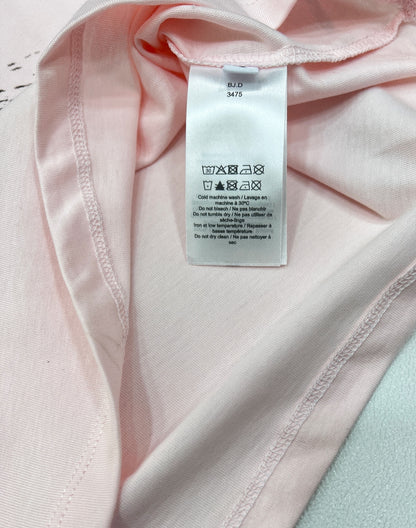 BJ.D
3475
Cold machine wash / Lavage en
machine à 30ºC
Do not bleach / Ne pas blanchir
Do not tumble dry / Ne pas utiliser de
sèche-linge
Iron at low temperature / Repasser à
basse température
Do not dry clean / Ne pas nettoyer à
sec